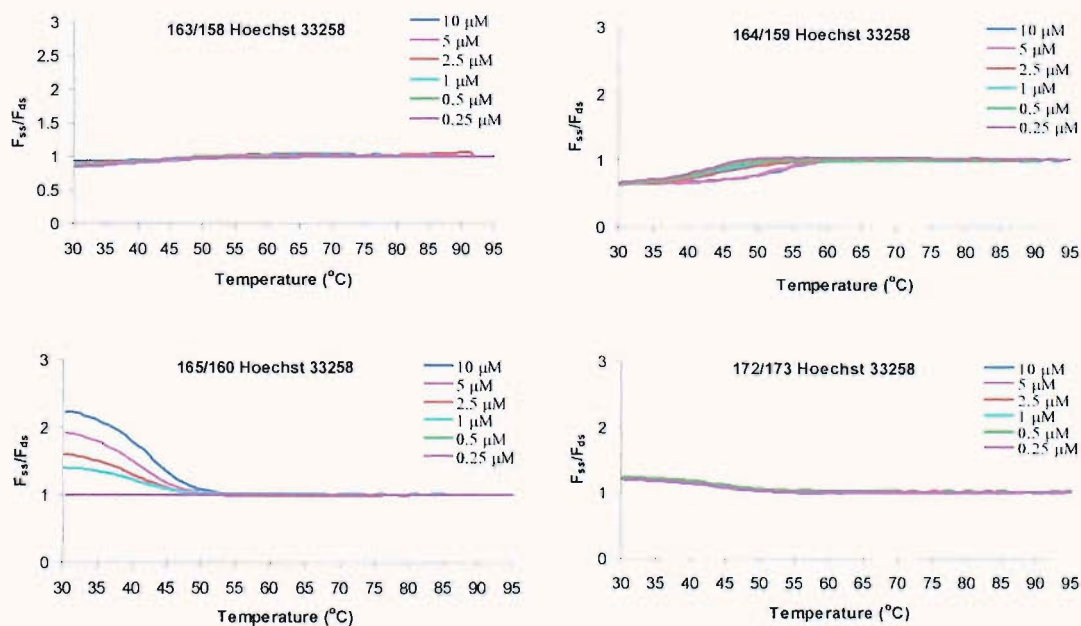 163/158 Hoechst 33258
10 µM
5 µM
2.5 µM
1 µM
0.5 µM
0.25 µM
3
2.5
2
1.5
1
0.5
0
Fss/Fds
30 35 40 45 50 55 60 65 70 75 80 85 90 95
Temperature (°C)
164/159 Hoechst 33258
10 µM
5 µM
2.5 µM
1 µM
0.5 µM
0.25 µM
3
2
1
0
Fss/Fds
30 35 40 45 50 55 60 65 70 75 80 85 90 95
Temperature (°C)
165/160 Hoechst 33258
10 µM
5 µM
2.5 µM
1 µM
0.5 µM
0.25 µM
3
2
1
0
Fss/Fds
30 35 40 45 50 55 60 65 70 75 80 85 90 95
Temperature (°C)
172/173 Hoechst 33258
10 µM
5 µM
2.5 µM
1 µM
0.5 µM
0.25 µM
3
2
1
0
Fss/Fds
30 35 40 45 50 55 60 65 70 75 80 85 90 95
Temperature (°C)